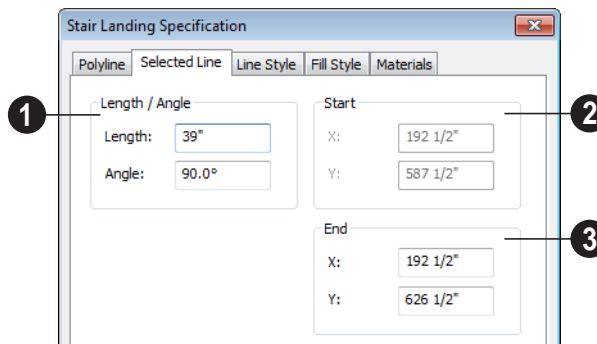 Stair Landing Specification
Polyline Selected Line Line Style Fill Style Materials
1
Length / Angle
Length: 39"
Angle: 90.0°
2
Start
X: 192 1/2"
Y: 587 1/2"
3
End
X: 192 1/2"
Y: 626 1/2"